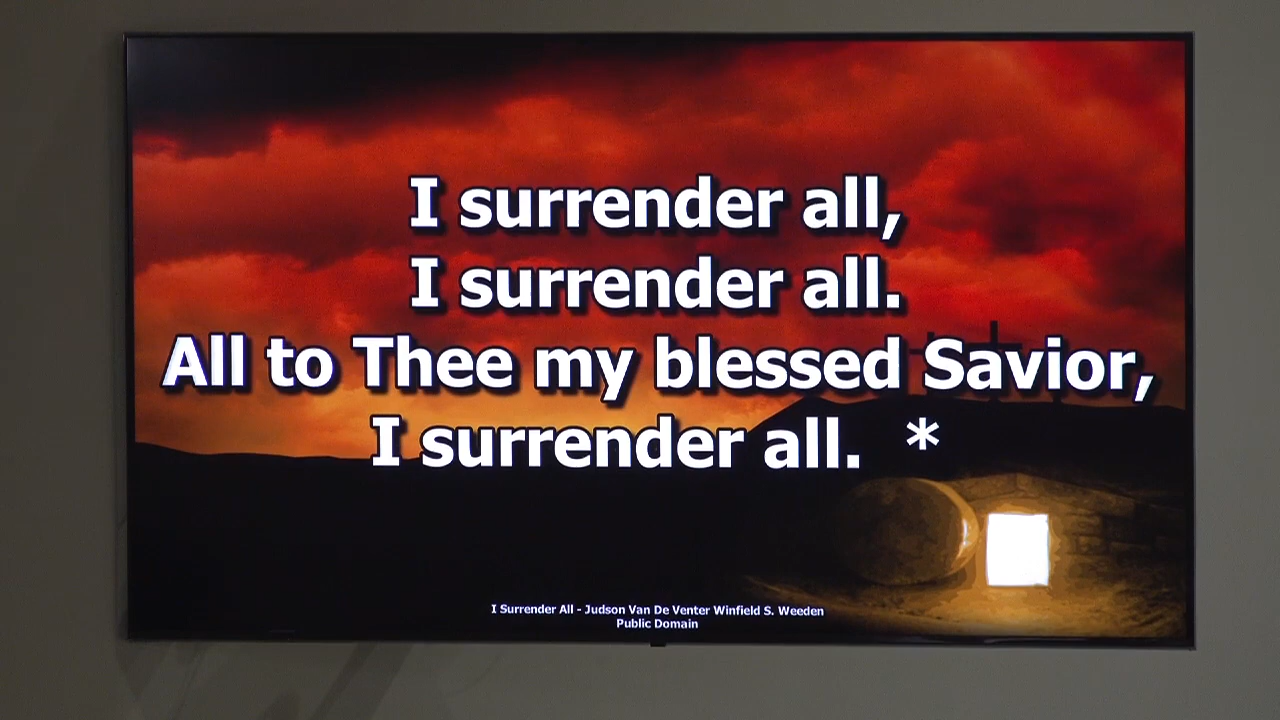 I surrender all,
I surrender all.
All to Thee my blessed Savior,
I surrender all. *
I Surrender All - Judson Van De Venter Winfield S. Weeden
Public Domain